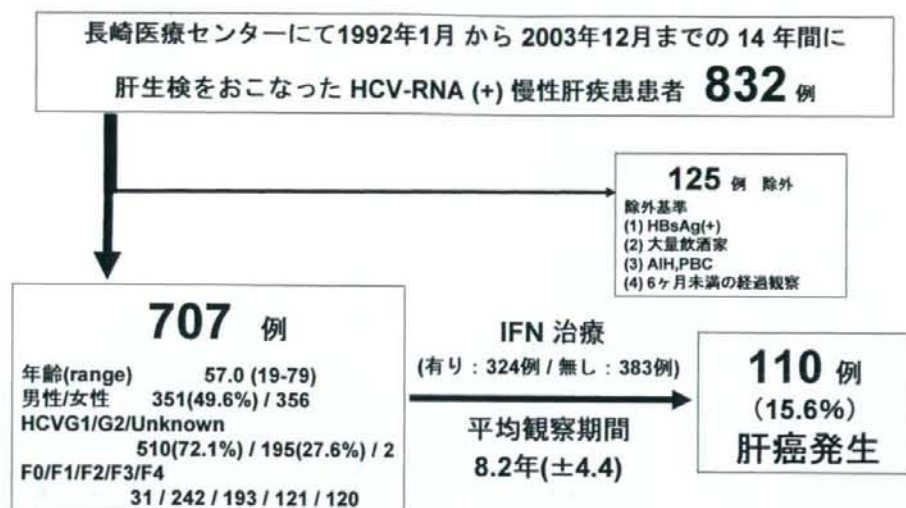 長崎医療センターにて1992年1月 から 2003年12月までの 14 年間に
肝生検をおこなった HCV-RNA (+) 慢性肝疾患患者 832 例
125 例 除外
除外基準
(1) HBsAg(+)
(2) 大量飲酒家
(3) AIH,PBC
(4) 6ヶ月未満の経過観察
707 例
年齢(range) 57.0 (19-79)
男性/女性 351(49.6%) / 356
HCVG1/G2/Unknown
510(72.1%) / 195(27.6%) / 2
F0/F1/F2/F3/F4
31 / 242 / 193 / 121 / 120
IFN 治療
(有り：324例 / 無し：383例)
平均観察期間
8.2年(±4.4)
110 例
(15.6%)
肝癌発生